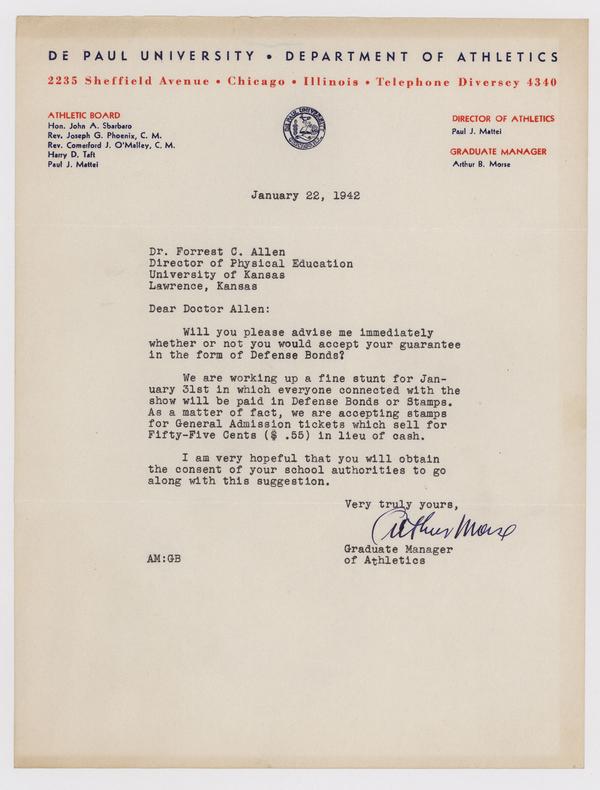 DE PAUL UNIVERSITY • DEPARTMENT OF ATHLETICS
2235 Sheffield Avenue • Chicago • Illinois • Telephone Diversey 4340
ATHLETIC BOARD
Hon. John A. Sbarbaro
Rev. Joseph G. Phoenix, C. M.
Rev. Comerford J. O'Malley, C. M.
Harry D. Taft
Paul J. Mattei
DE PAUL UNIVERSITY
DIRECTOR OF ATHLETICS
Paul J. Mattei
GRADUATE MANAGER
Arthur B. Morse
January 22, 1942
Dr. Forrest C. Allen
Director of Physical Education
University of Kansas
Lawrence, Kansas
Dear Doctor Allen:
Will you please advise me immediately
whether or not you would accept your guarantee
in the form of Defense Bonds?
We are working up a fine stunt for Jan-
uary 31st in which everyone connected with the
show will be paid in Defense Bonds or Stamps.
As a matter of fact, we are accepting stamps
for General Admission tickets which sell for
Fifty-Five Cents ($ .55) in lieu of cash.
I am very hopeful that you will obtain
the consent of your school authorities to go
along with this suggestion.
Very truly yours,
Arthur Morse
Graduate Manager
of Athletics
AM:GB